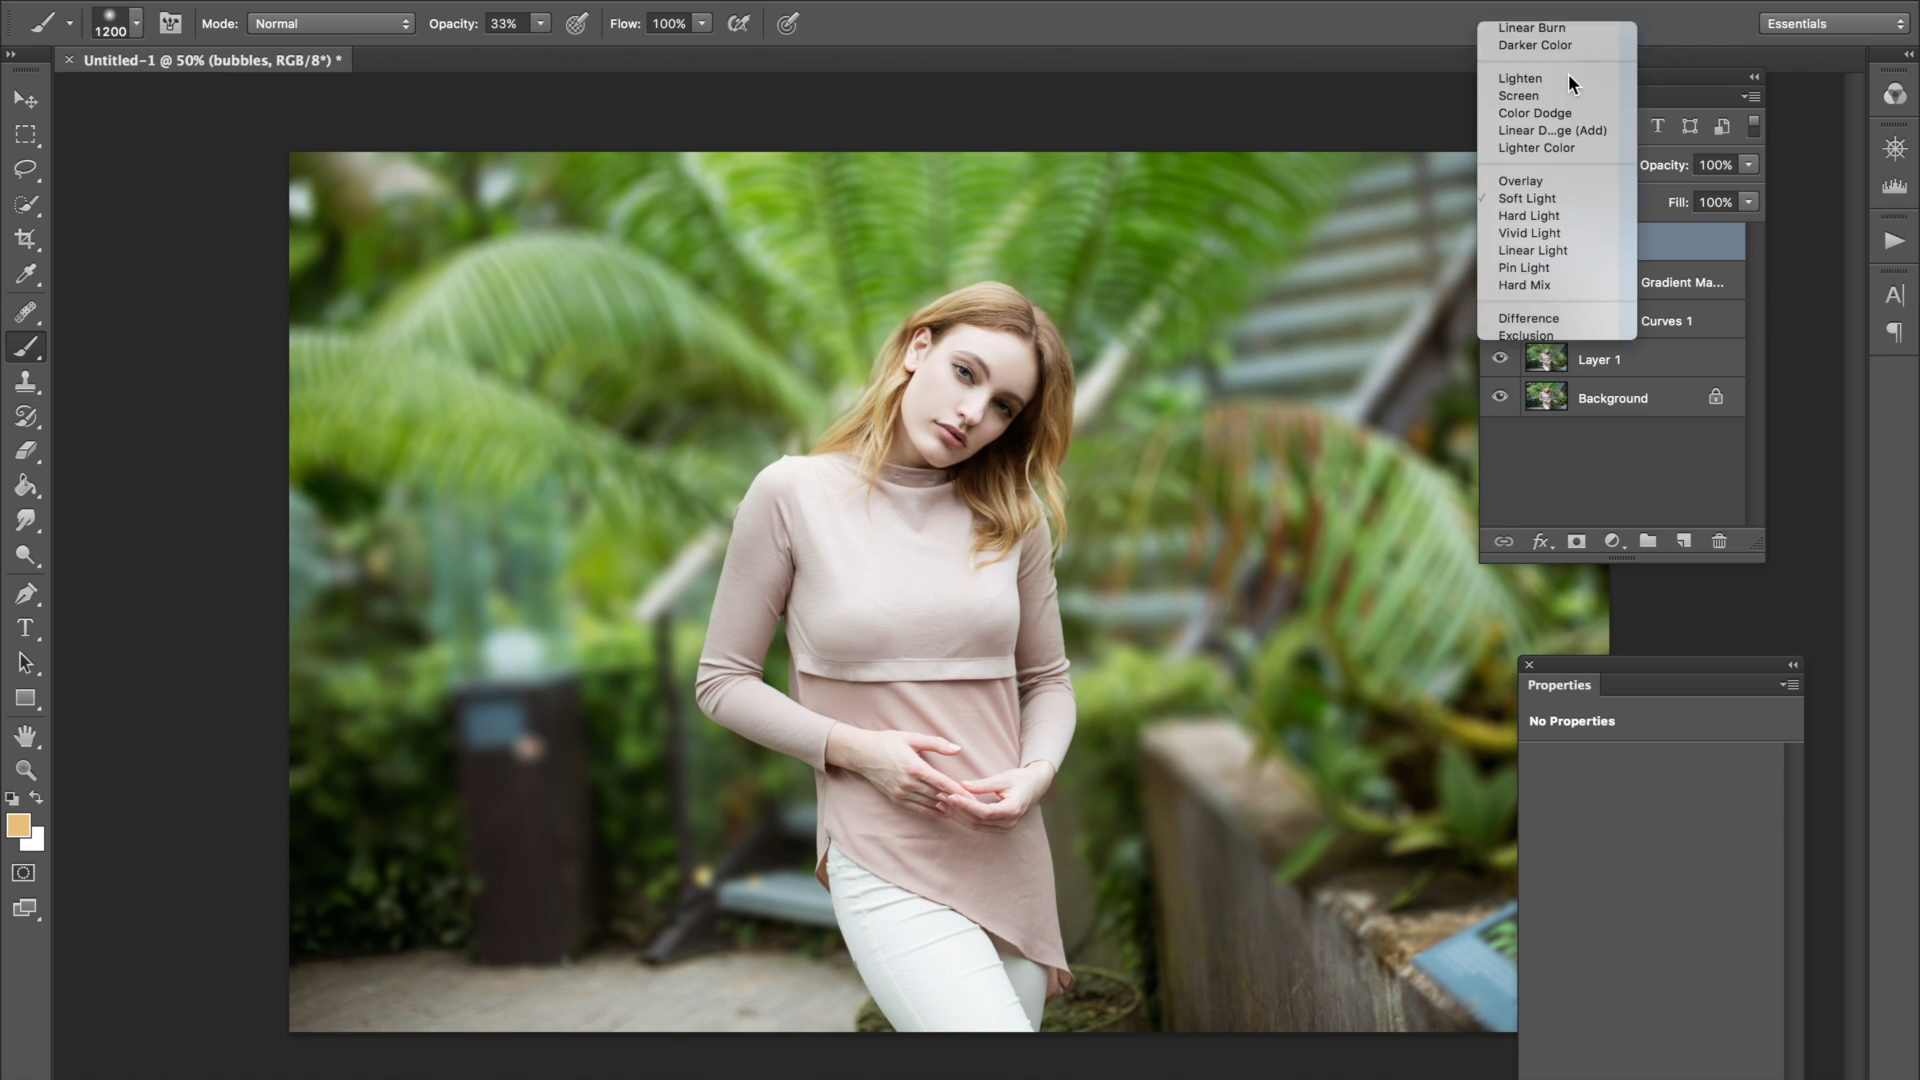 1200
Mode: Normal
Opacity: 33%
Flow: 100%
Essentials
Untitled-1 @ 50% (bubbles, RGB/8*) *
Linear Burn
Darker Color
Lighten
Screen
Color Dodge
Linear D...ge (Add)
Lighter Color
Overlay
Soft Light
Hard Light
Vivid Light
Linear Light
Pin Light
Hard Mix
Difference
Exclusion
Opacity: 100%
Fill: 100%
Gradient Ma...
Curves 1
Layer 1
Background
fx
Properties
No Properties